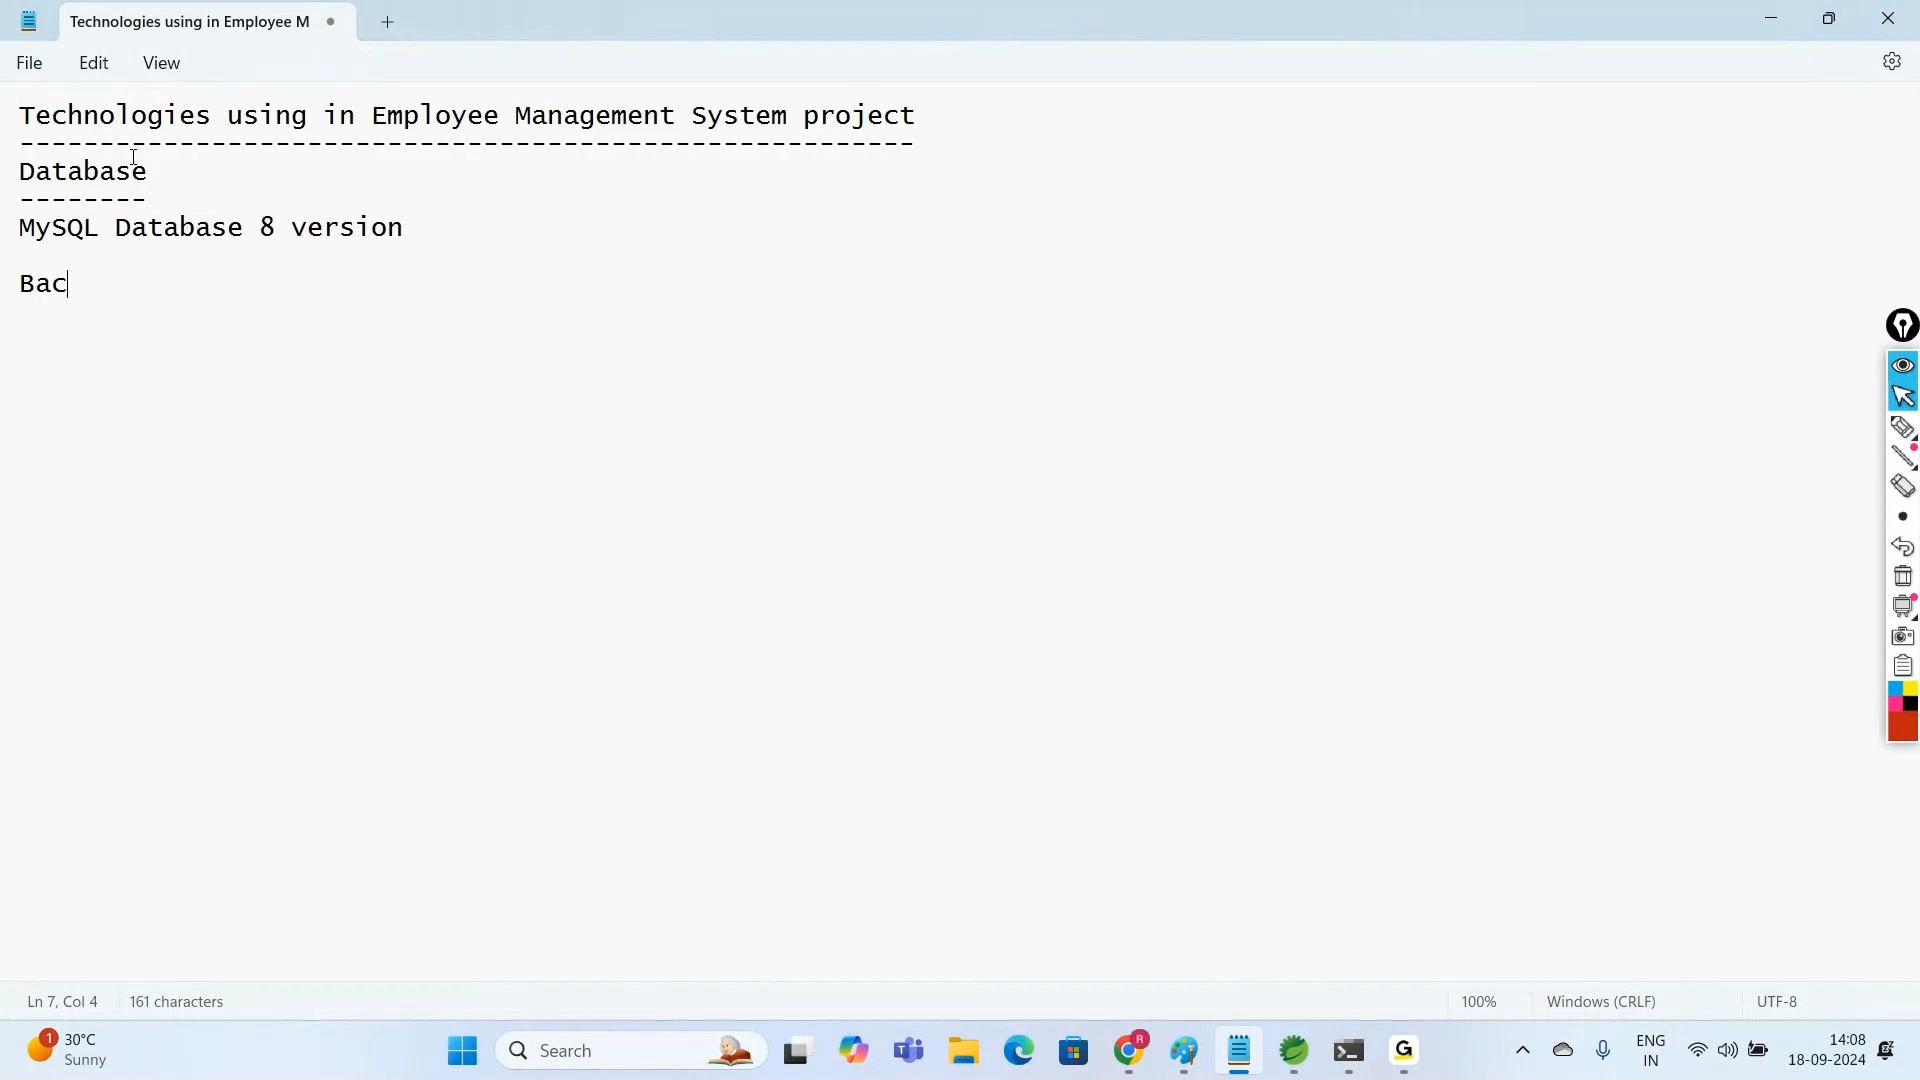 Technologies using in Employee M
File Edit View
Technologies using in Employee Management System project
--------------------------------------------------------
Database
--------
MySQL Database 8 version
Bac
Ln 7, Col 4 161 characters 100% Windows (CRLF) UTF-8
1 30°C
Sunny
Search
R
G
ENG
IN
14:08
18-09-2024